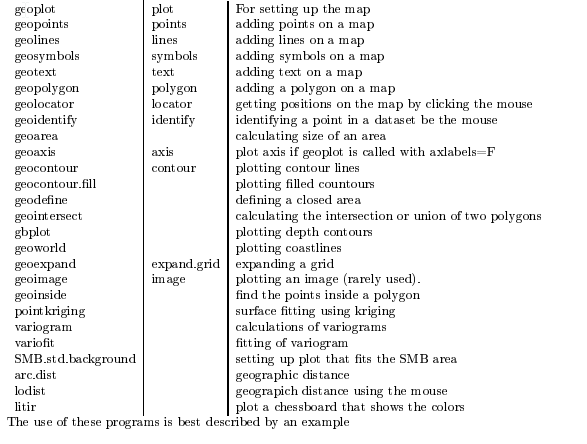 geoplot plot For setting up the map
geopoints points adding points on a map
geolines lines adding lines on a map
geosymbols symbols adding symbols on a map
geotext text adding text on a map
geopolygon polygon adding a polygon on a map
geolocator locator getting positions on the map by clicking the mouse
geoidentify identify identifying a point in a dataset be the mouse
geoarea calculating size of an area
geoaxis axis plot axis if geoplot is called with axlabels=F
geocontour contour plotting contour lines
geocontour.fill plotting filled countours
geodefine defining a closed area
geointersect calculating the intersection or union of two polygons
gbplot plotting depth contours
geoworld plotting coastlines
geoexpand expand.grid expanding a grid
geoimage image plotting an image (rarely used).
geoinside find the points inside a polygon
pointkriging surface fitting using kriging
variogram calculations of variograms
variofit fitting of variogram
SMB.std.background setting up plot that fits the SMB area
arc.dist geographic distance
lodist geograpich distance using the mouse
litir plot a chessboard that shows the colors
The use of these programs is best described by an example